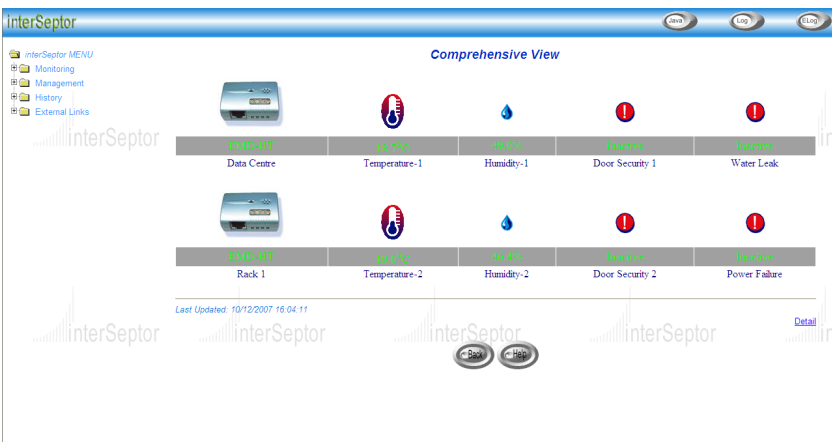 interSeptor
Java
Log
ELog
interSeptor MENU
Monitoring
Management
History
External Links
Comprehensive View
Data Centre
Temperature-1
Humidity-1
Door Security 1
Water Leak
Rack 1
Temperature-2
Humidity-2
Door Security 2
Power Failure
Last Updated: 10/12/2007 16:04:11
Detail
Back
Help
interSeptor
interSeptor
interSeptor
interSeptor
interSeptor